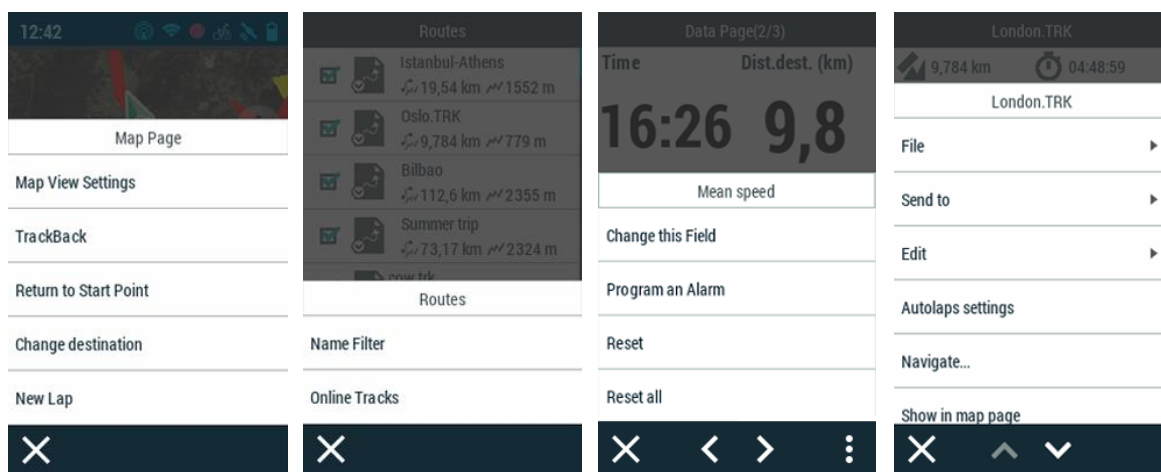 12:42
Map Page
Map View Settings
TrackBack
Return to Start Point
Change destination
New Lap
Routes
Istanbul-Athens
19,54 km 1552 m
Oslo.TRK
9,784 km 779 m
Bilbao
112,6 km 2355 m
Summer trip
73,17 km 2324 m
cow.trk
Routes
Name Filter
Online Tracks
Data Page(2/3)
Time Dist.dest. (km)
16:26 9,8
Mean speed
Change this Field
Program an Alarm
Reset
Reset all
London.TRK
9,784 km 04:48:59
London.TRK
File
Send to
Edit
Autolaps settings
Navigate...
Show in map page